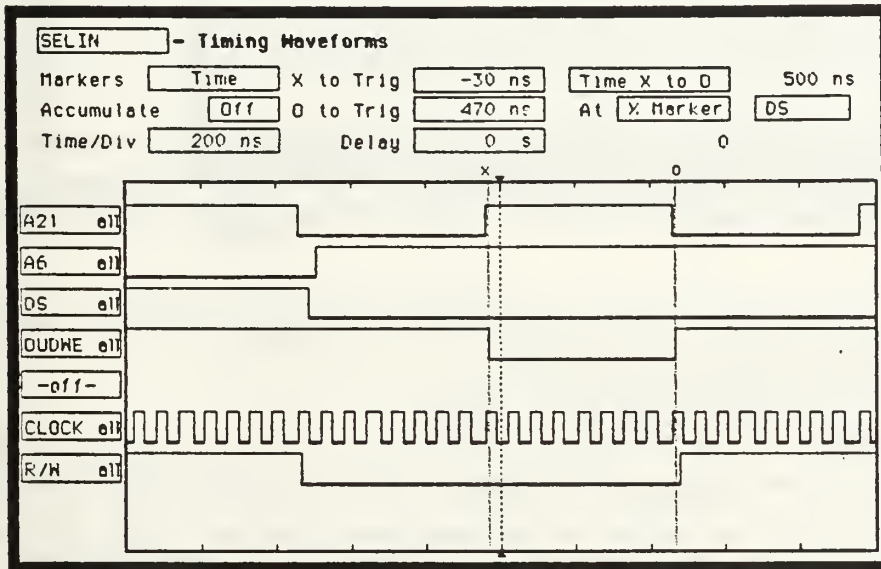 SELIN - Timing Waveforms
Markers Time X to Trig -30 ns Time X to O 500 ns
Accumulate Off O to Trig 470 ns At X Marker DS
Time/Div 200 ns Delay 0 s 0
X O
A21 all
A6 all
DS all
OUDWE all
-off-
CLOCK all
R/W all